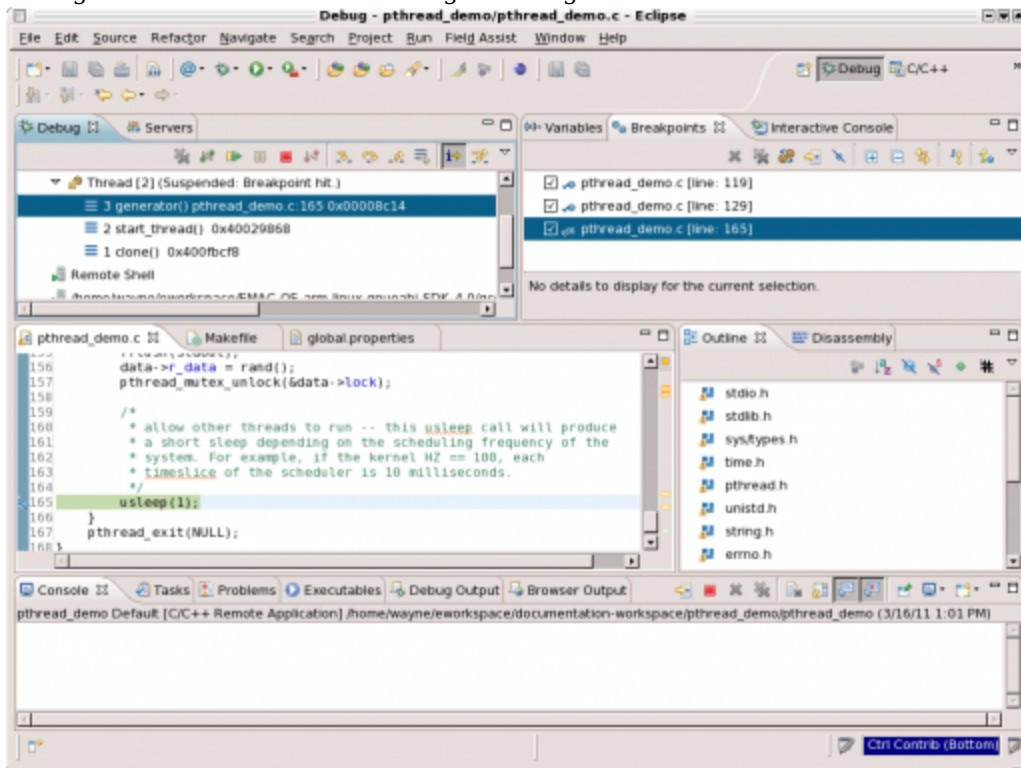 Debug - pthread_demo/pthread_demo.c - Eclipse
File Edit Source Refactor Navigate Search Project Run Field Assist Window Help
Debug C/C++
Debug Servers
Variables Breakpoints Interactive Console
Thread [2] (Suspended: Breakpoint hit.)
3 generator() pthread_demo.c:165 0x00008c14
2 start_thread() 0x40029868
1 clone() 0x400fbcf8
Remote Shell
pthread_demo.c [line: 119]
pthread_demo.c [line: 129]
pthread_demo.c [line: 165]
No details to display for the current selection.
pthread_demo.c Makefile global.properties
Outline Disassembly
156 data->r_data = rand();
157 pthread_mutex_unlock(&data->lock);
158
159 /*
160 * allow other threads to run -- this usleep call will produce
161 * a short sleep depending on the scheduling frequency of the
162 * system. For example, if the kernel HZ == 100, each
163 * timeslice of the scheduler is 10 milliseconds.
164 */
165 usleep(1);
166 }
167 pthread_exit(NULL);
168 }
stdio.h
stdlib.h
sys/types.h
time.h
pthread.h
unistd.h
string.h
errno.h
Console Tasks Problems Executables Debug Output Browser Output
pthread_demo Default [C/C++ Remote Application] /home/wayne/eworkspace/documentation-workspace/pthread_demo/pthread_demo (3/16/11 1:01 PM)
Ctrl Contrib (Bottom)